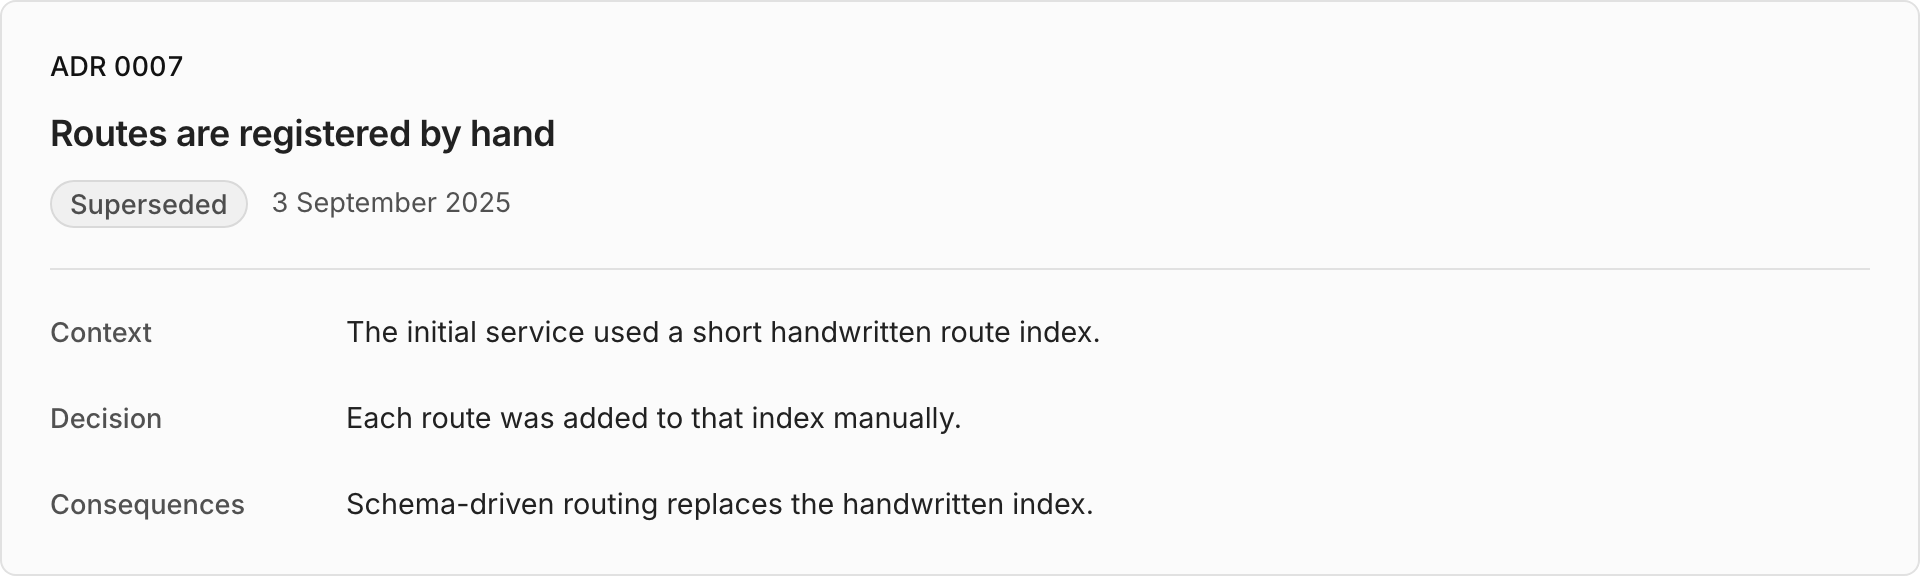 ADR 0007
Routes are registered by hand
Superseded 3 September 2025
Context The initial service used a short handwritten route index.
Decision Each route was added to that index manually.
Consequences Schema-driven routing replaces the handwritten index.